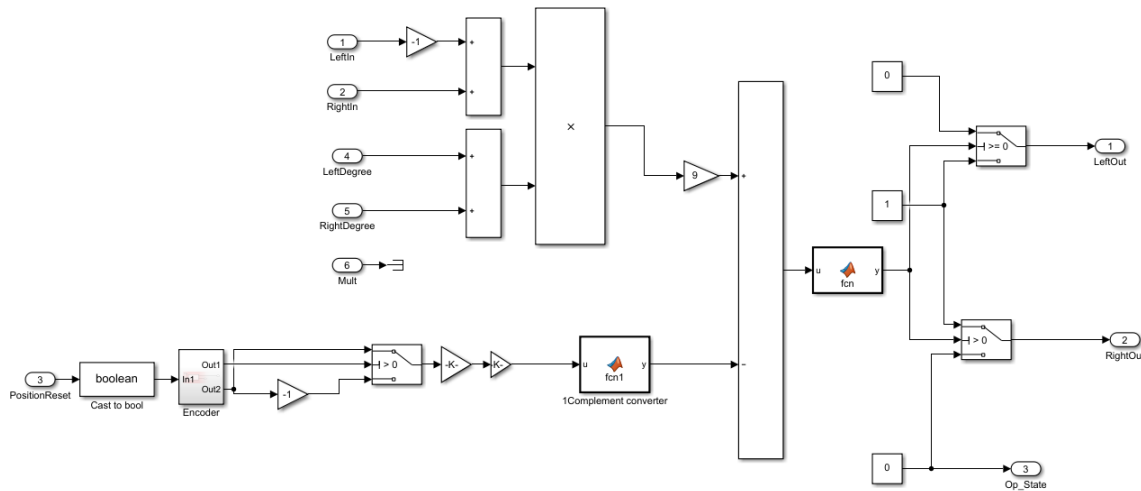 1
LeftIn
-1
+
2
RightIn
+
4
LeftDegree
+
5
RightDegree
+
×
6
Mult
9
+
−
0
>= 0
1
LeftOut
1
u
fcn
y
> 0
2
RightOu
0
3
Op_State
3
PositionReset
boolean
Cast to bool
In1
Out1
Out2
Encoder
-1
> 0
-K-
-K-
u
fcn1
y
1Complement converter